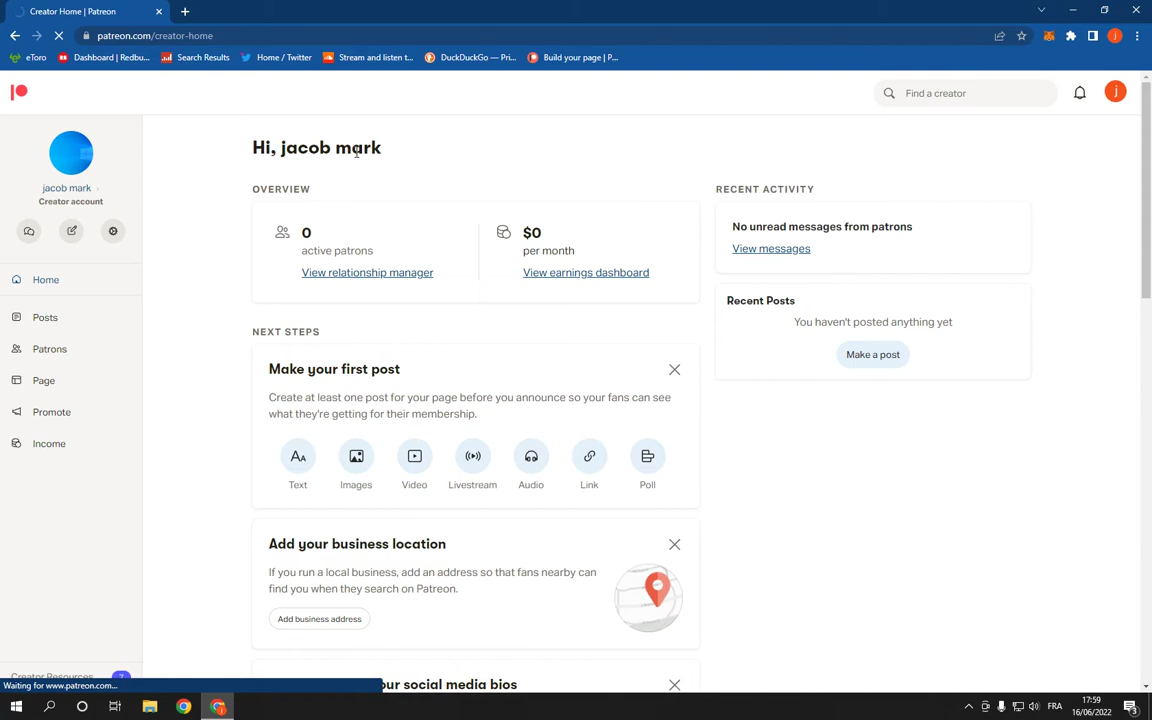 Creator Home | Patreon
patreon.com/creator-home
eToro
Dashboard | Redbu...
Search Results
Home / Twitter
Stream and listen t...
DuckDuckGo — Pri...
Build your page | P...
Find a creator
j
j
jacob mark
Creator account
Home
Posts
Patrons
Page
Promote
Income
Creator Resources
7
Hi, jacob mark
OVERVIEW
0
active patrons
View relationship manager
$0
per month
View earnings dashboard
NEXT STEPS
Make your first post
Create at least one post for your page before you announce so your fans can see
what they're getting for their membership.
Text
Images
Video
Livestream
Audio
Link
Poll
Add your business location
If you run a local business, add an address so that fans nearby can
find you when they search on Patreon.
Add business address
our social media bios
RECENT ACTIVITY
No unread messages from patrons
View messages
Recent Posts
You haven't posted anything yet
Make a post
Waiting for www.patreon.com...
FRA
17:59
16/06/2022
3